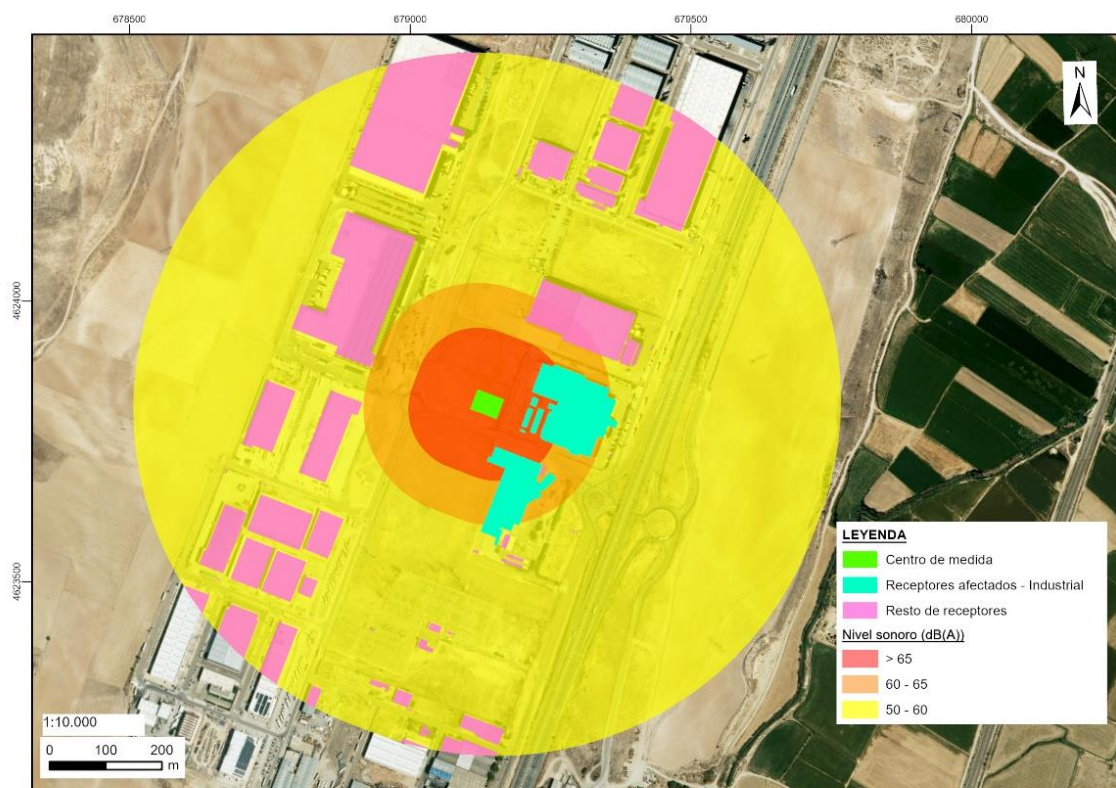 678500
679000
679500
680000
N
4624000
4623500
LEYENDA
Centro de medida
Receptores afectados - Industrial
Resto de receptores
Nivel sonoro (dB(A))
> 65
60 - 65
50 - 60
1:10.000
0 100 200
m